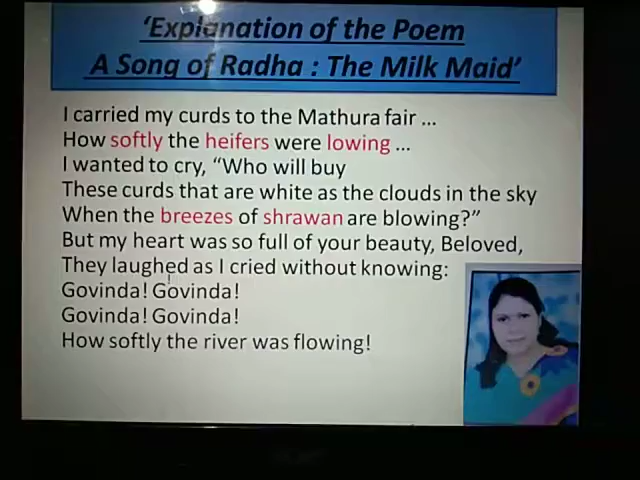 'Explanation of the Poem
A Song of Radha : The Milk Maid'
I carried my curds to the Mathura fair ...
How softly the heifers were lowing ...
I wanted to cry, “Who will buy
These curds that are white as the clouds in the sky
When the breezes of shrawan are blowing?”
But my heart was so full of your beauty, Beloved,
They laughed as I cried without knowing:
Govinda! Govinda!
Govinda! Govinda!
How softly the river was flowing!